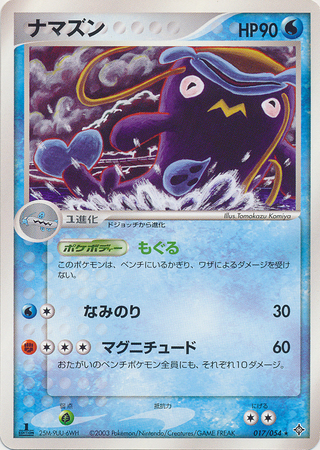 ナマズン
HP90
Illus. Tomokazu Komiya
1進化
ドジョッチから進化
ポケボディー もぐる
このポケモンは、ベンチにいるかぎり、ワザによるダメージを受けない。
なみのり 30
マグニチュード 60
おたがいのベンチポケモン全員にも、それぞれ10ダメージ。
弱点 抵抗力 にげる
1 EDITION
©2003 Pokémon/Nintendo/Creatures/GAME FREAK
017/054 ★